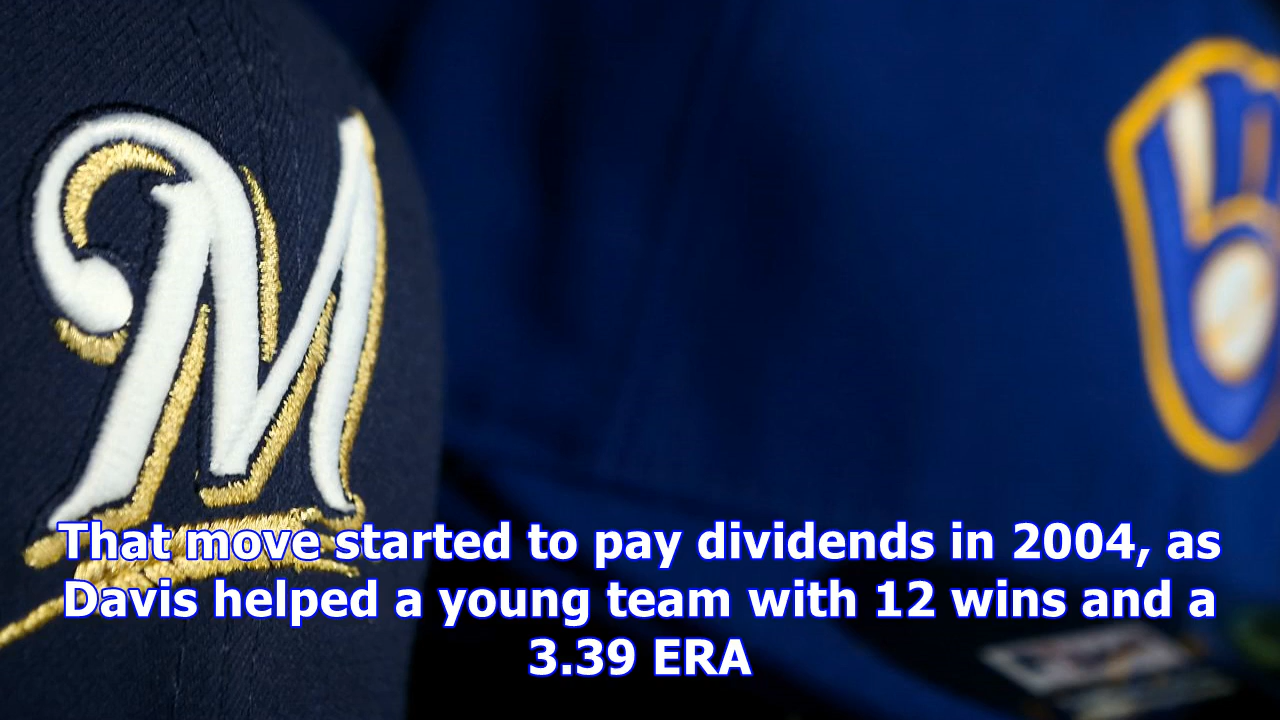 M
That move started to pay dividends in 2004, as
Davis helped a young team with 12 wins and a
3.39 ERA